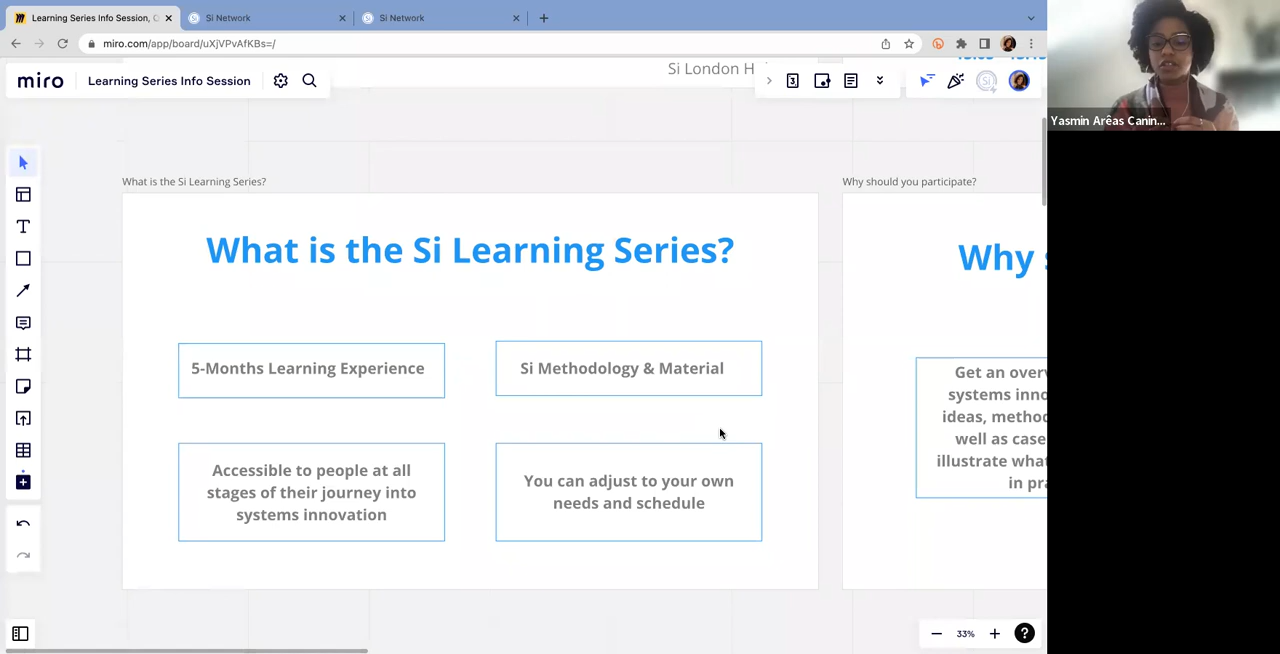 Learning Series Info Session,
Si Network
Si Network
miro.com/app/board/uXjVPvAfKBs=/
miro
Learning Series Info Session
Si London H
3
Si
Yasmin Arêas Canin...
What is the Si Learning Series?
Why should you participate?
What is the Si Learning Series?
Why
5-Months Learning Experience
Si Methodology & Material
Accessible to people at all
stages of their journey into
systems innovation
You can adjust to your own
needs and schedule
Get an over
systems inno
ideas, metho
well as case
illustrate what
in pra
33%